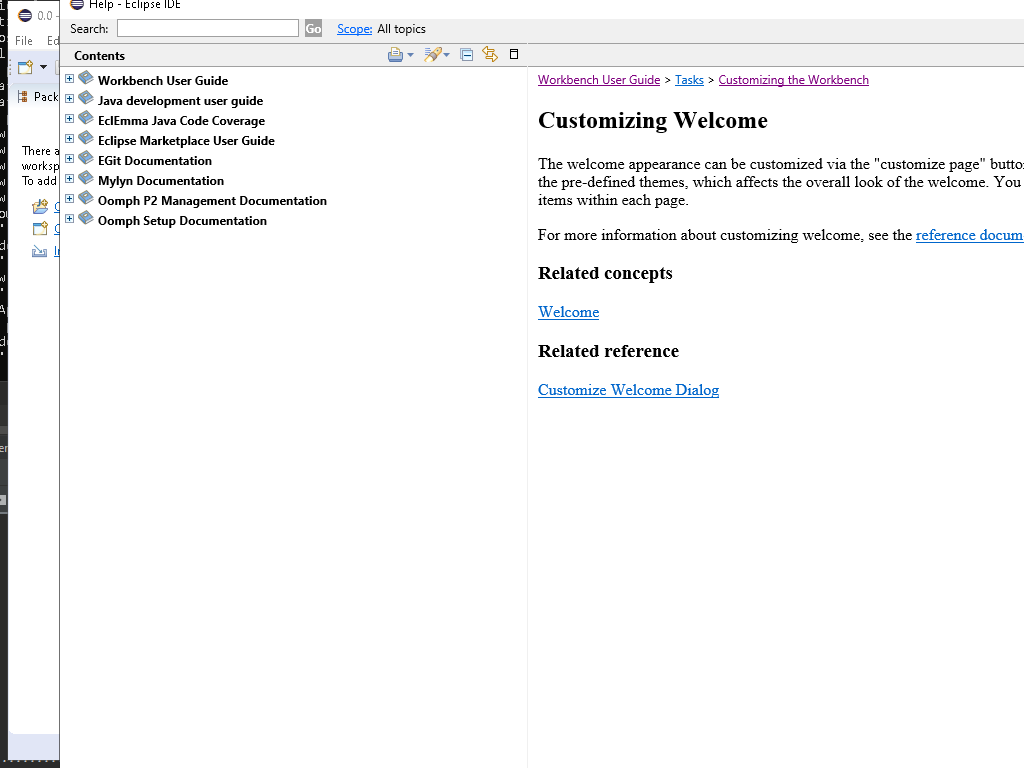 Help - Eclipse IDE
0.0 -
Search:
Go
Scope: All topics
File
Contents
Workbench User Guide
Java development user guide
EclEmma Java Code Coverage
Eclipse Marketplace User Guide
EGit Documentation
Mylyn Documentation
Oomph P2 Management Documentation
Oomph Setup Documentation
Pack
There a
worksp
To add
Workbench User Guide > Tasks > Customizing the Workbench
Customizing Welcome
The welcome appearance can be customized via the "customize page" butto
the pre-defined themes, which affects the overall look of the welcome. You
items within each page.
For more information about customizing welcome, see the reference docum
Related concepts
Welcome
Related reference
Customize Welcome Dialog